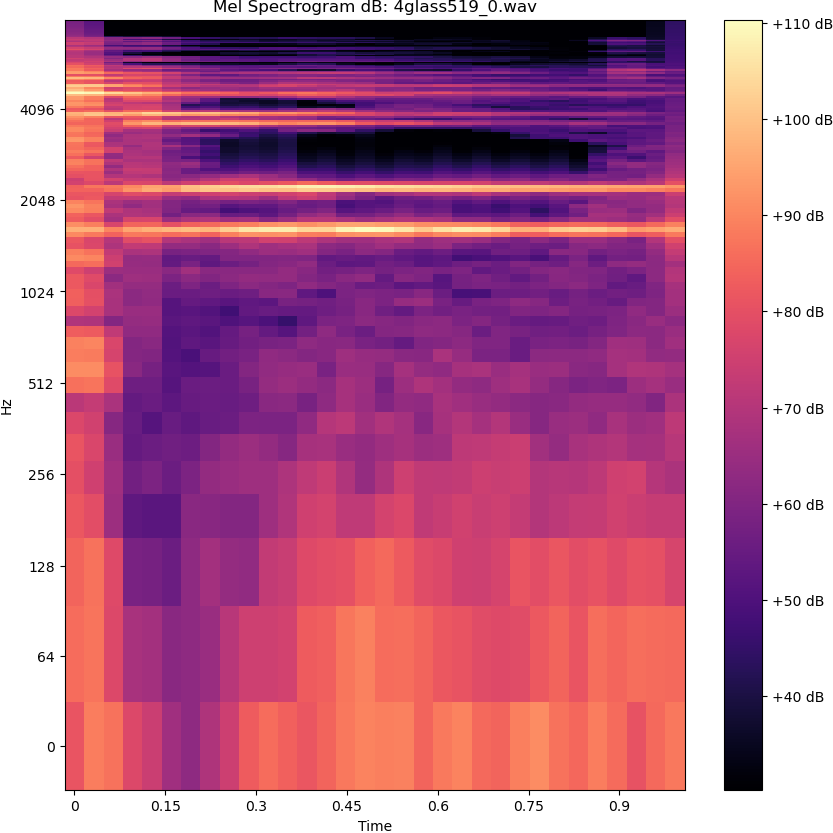 Mel Spectrogram dB: 4glass519_0.wav
Hz
4096
2048
1024
512
256
128
64
0
0
0.15
0.3
0.45
0.6
0.75
0.9
Time
+110 dB
+100 dB
+90 dB
+80 dB
+70 dB
+60 dB
+50 dB
+40 dB